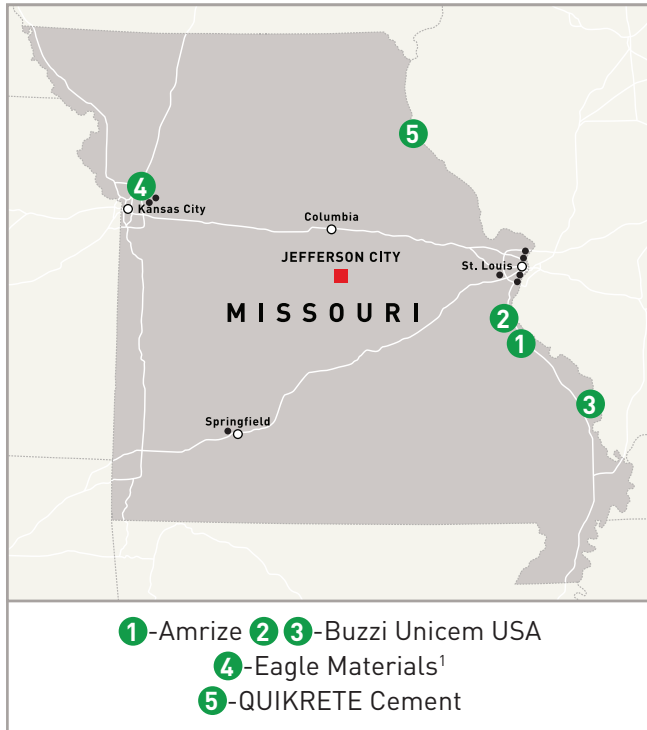 5
4
Kansas City
Columbia
JEFFERSON CITY
St. Louis
MISSOURI
2
1
3
Springfield
1-Amrize 2 3-Buzzi Unicem USA
4-Eagle Materials¹
5-QUIKRETE Cement